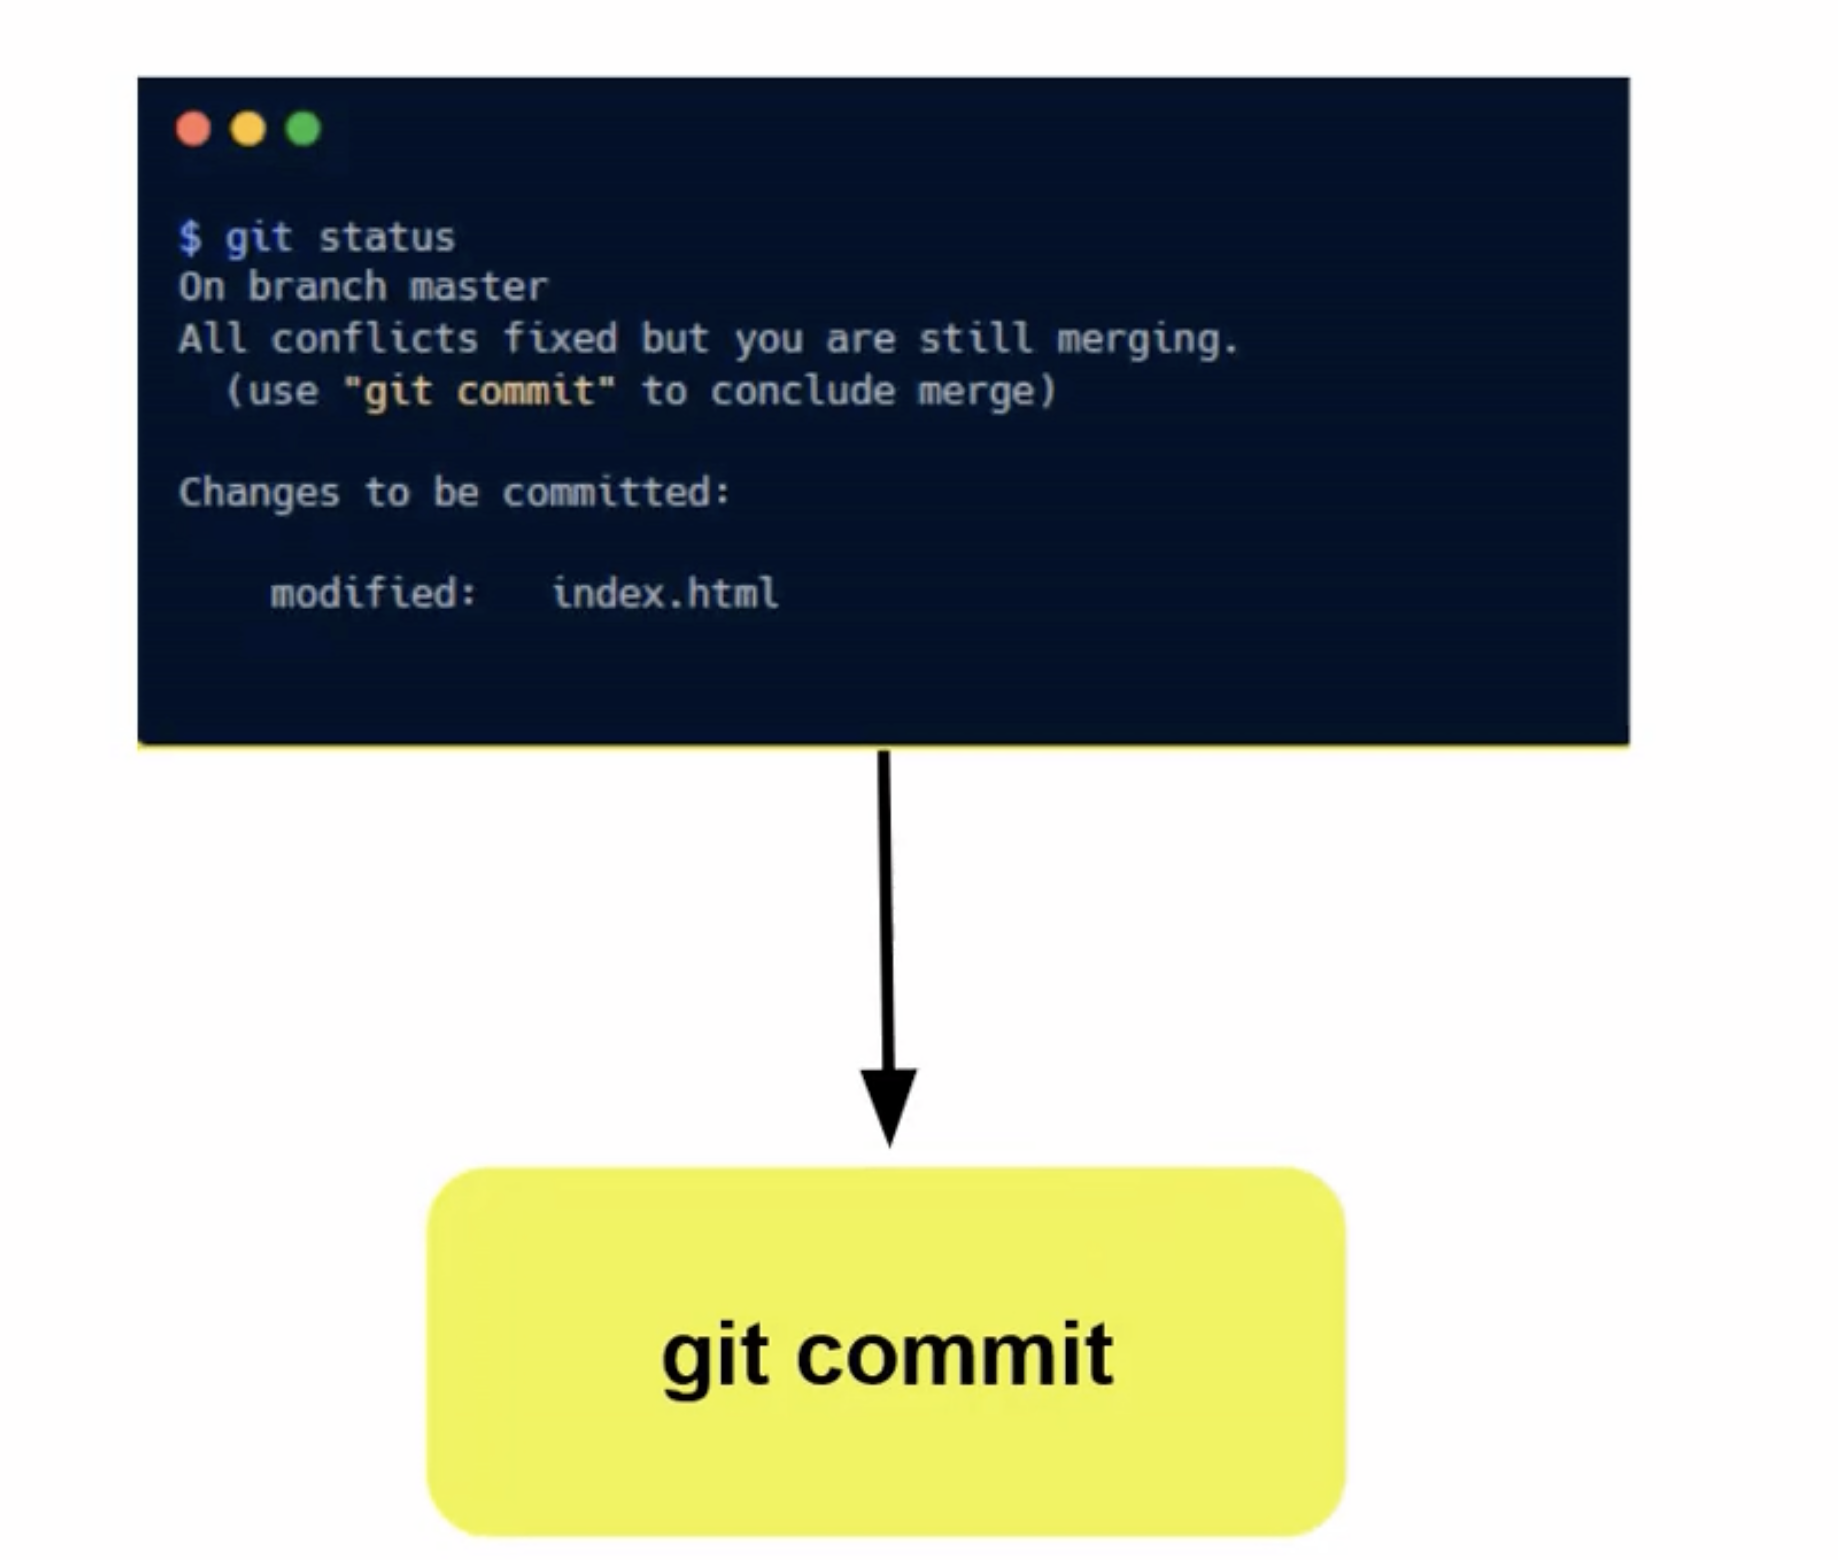 $ git status
On branch master
All conflicts fixed but you are still merging.
  (use "git commit" to conclude merge)
Changes to be committed:
    modified:   index.html
git commit